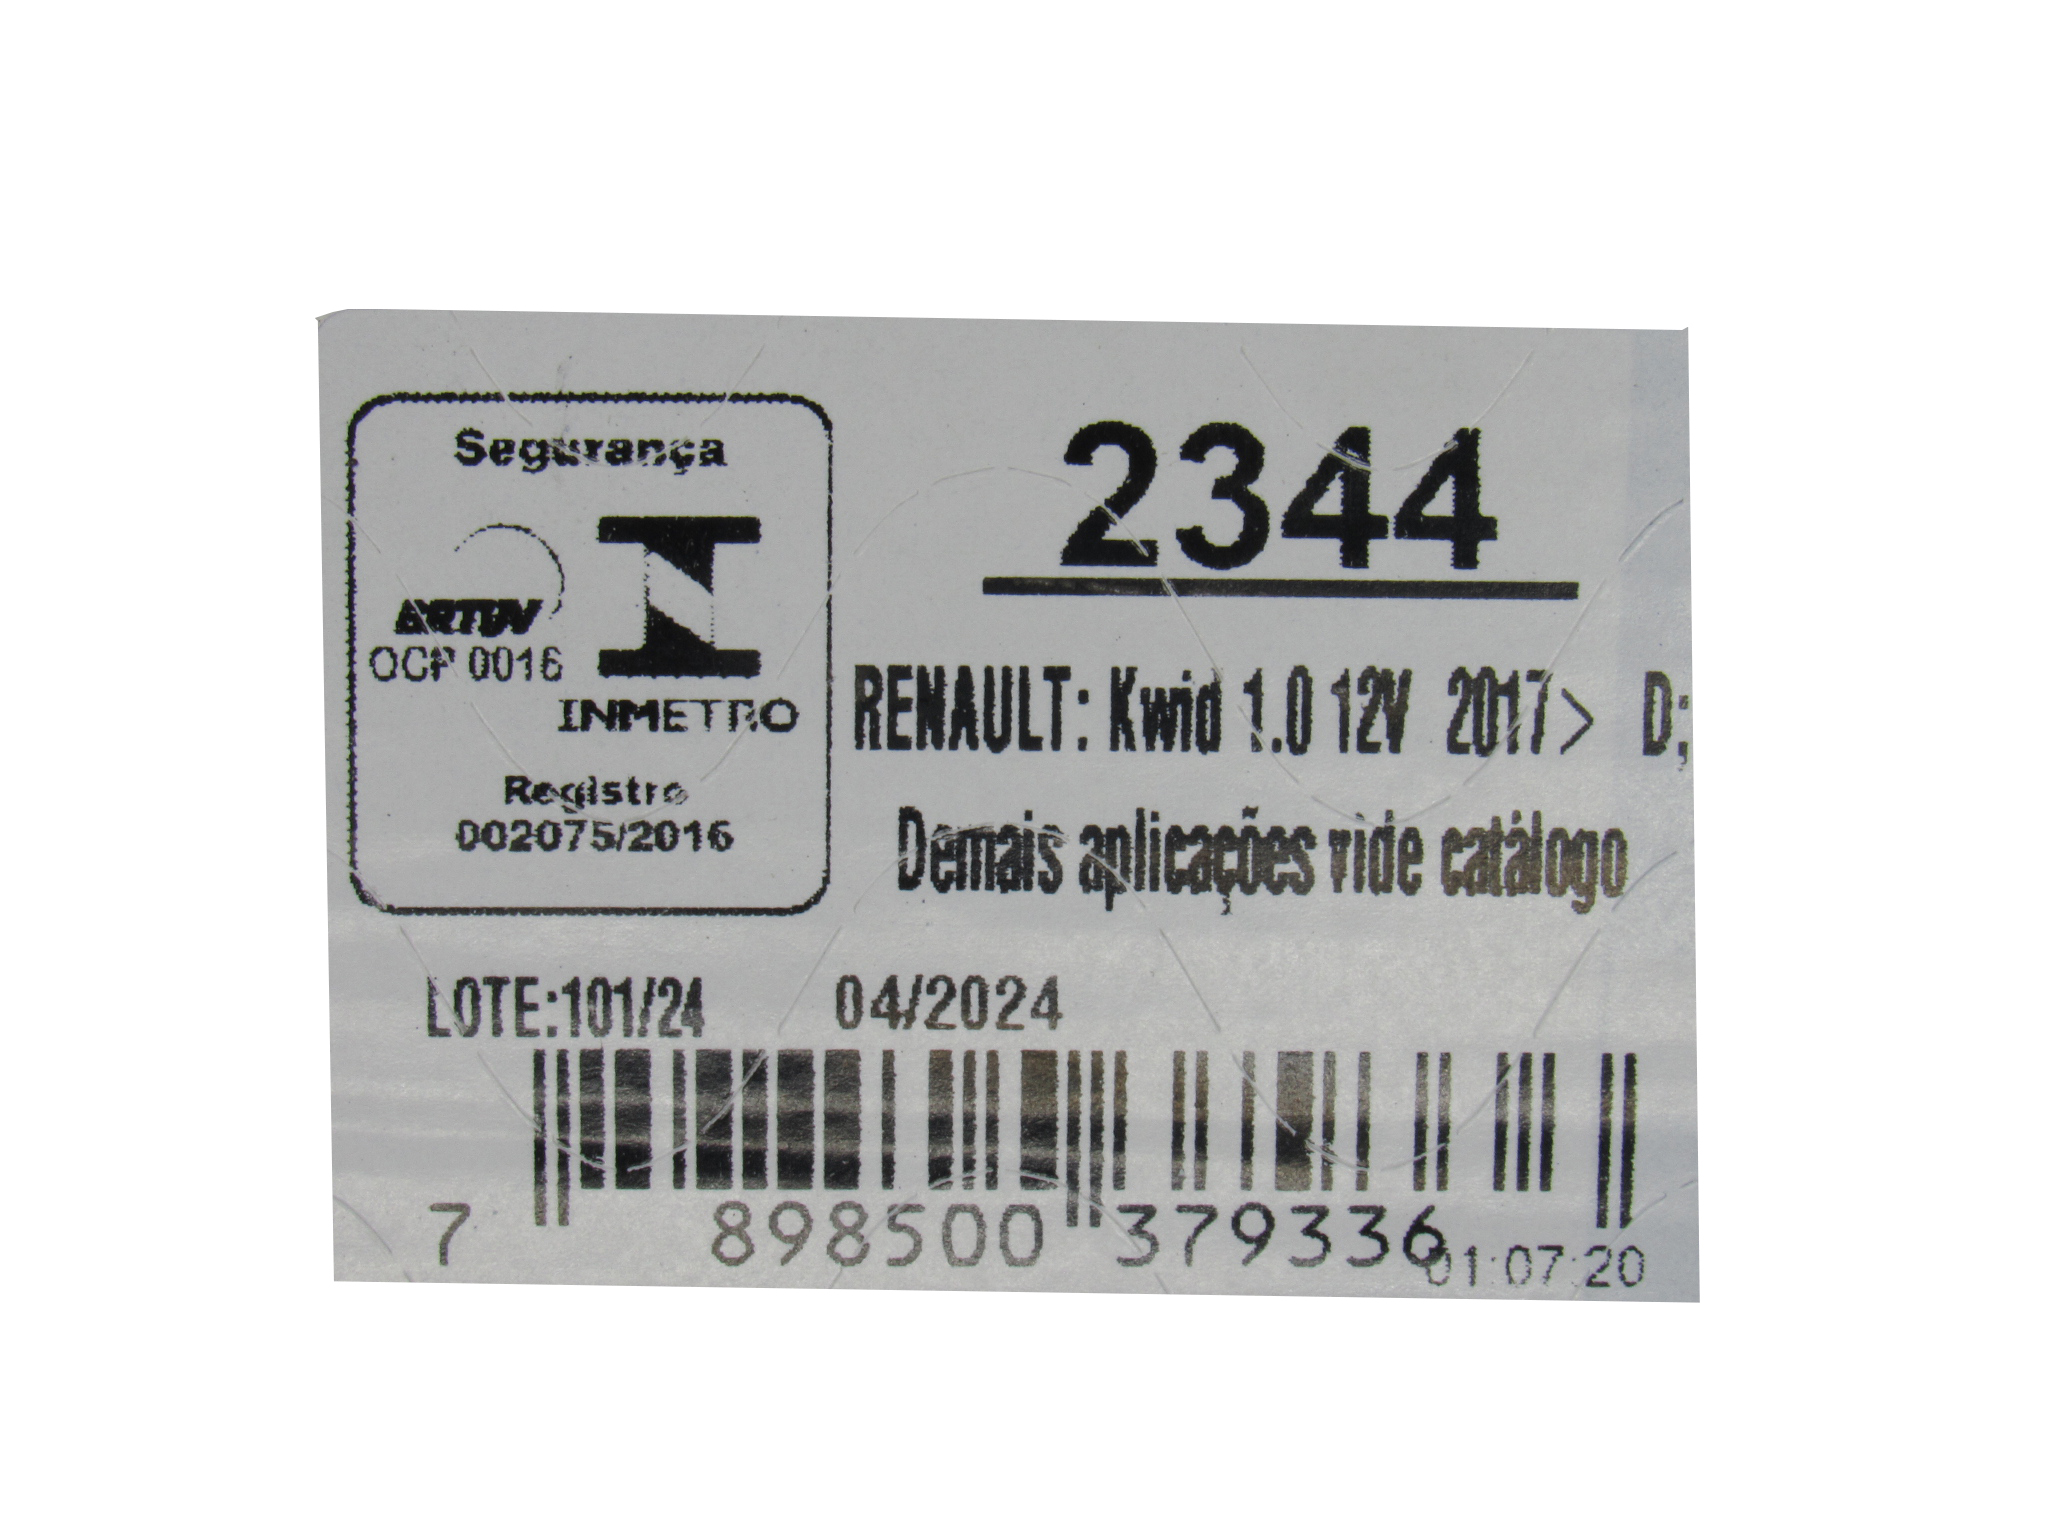 Segurança
BRTUV
OCP 0016
INMETRO
Registro
002075/2016
2344
RENAULT: Kwid 1.0 12V 2017> D;
Demais aplicações vide catálogo
LOTE:101/24 04/2024
7 898500 379336
01:07:20